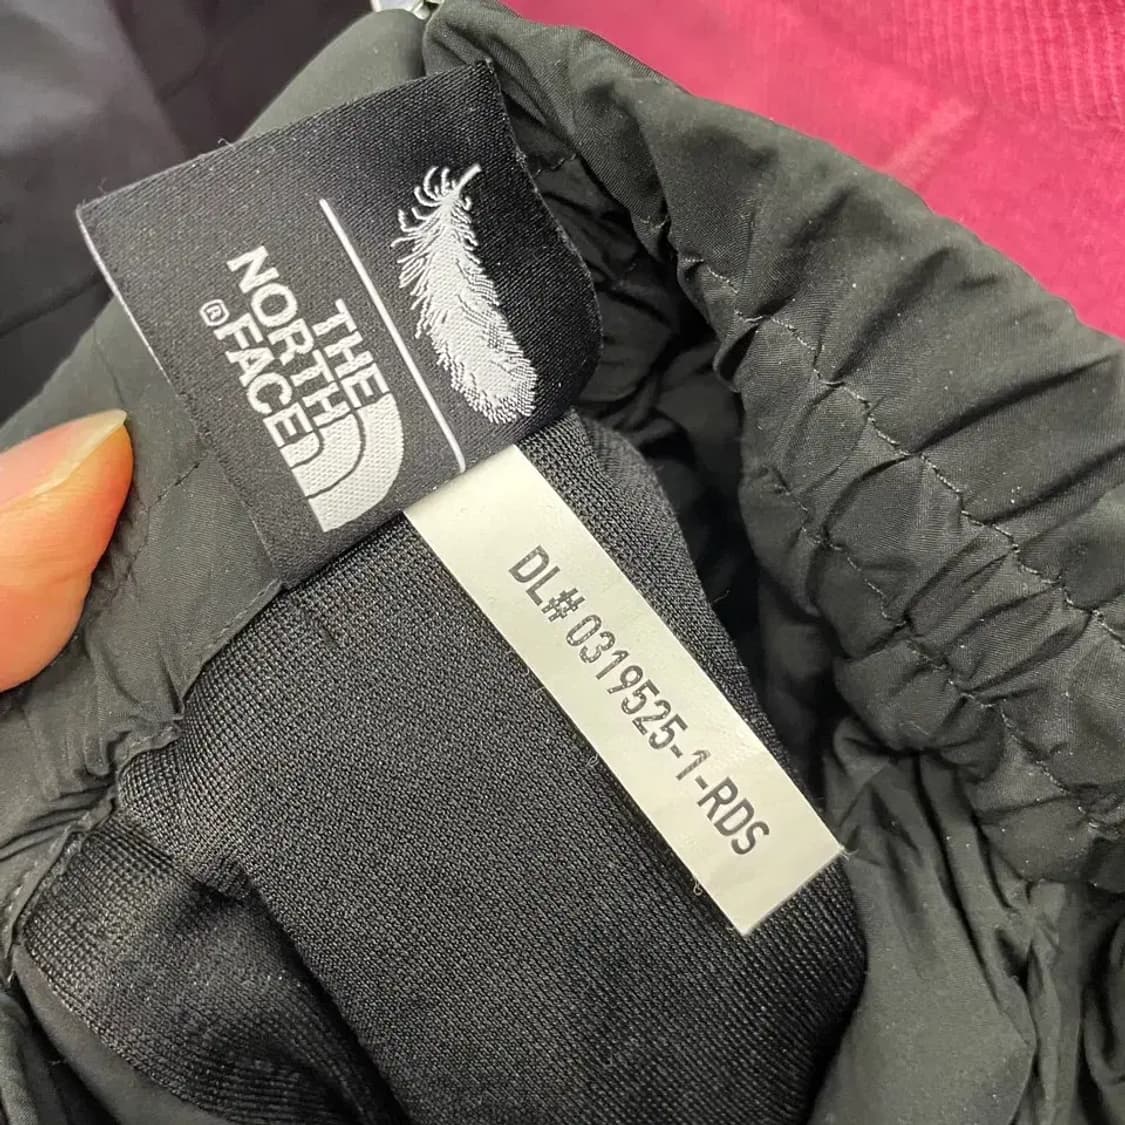 THE
NORTH
FACE®
DL# 0319525-1-RDS